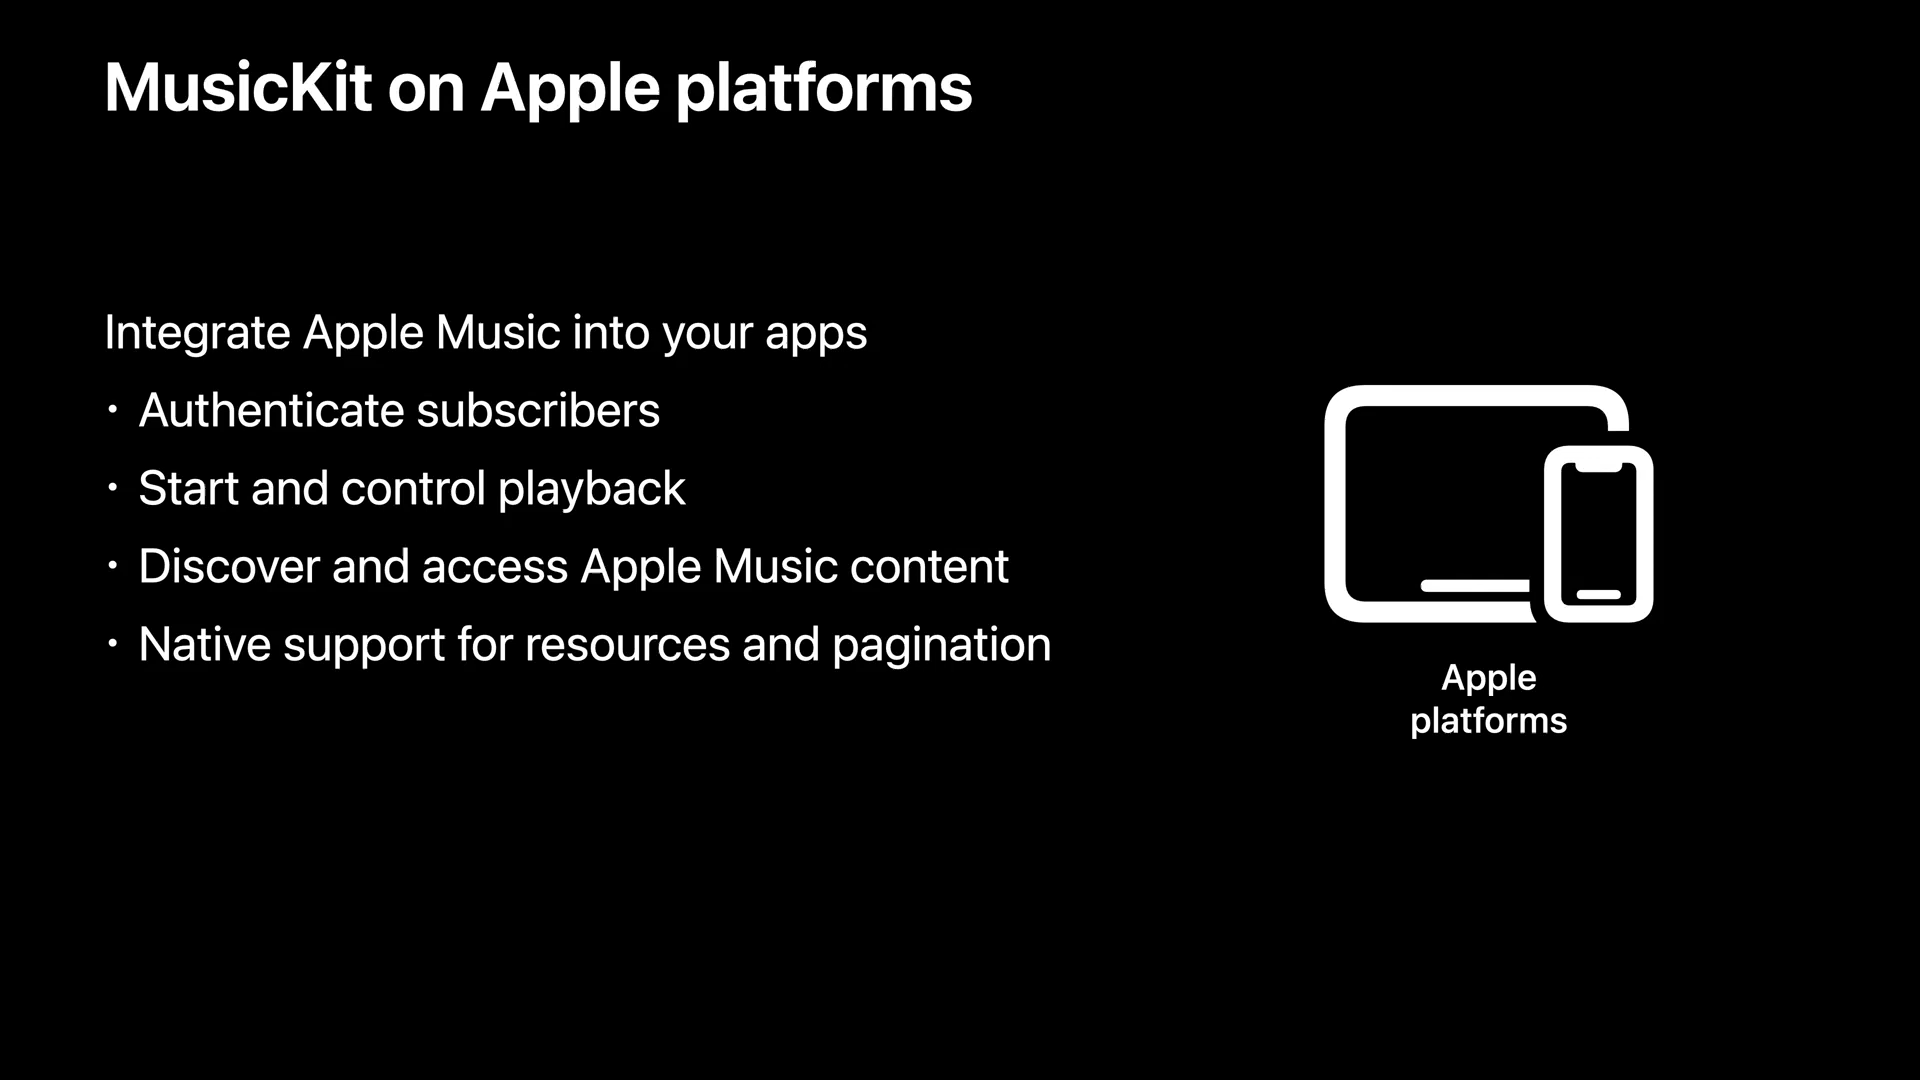 MusicKit on Apple platforms
Integrate Apple Music into your apps
• Authenticate subscribers
• Start and control playback
• Discover and access Apple Music content
• Native support for resources and pagination
Apple
platforms